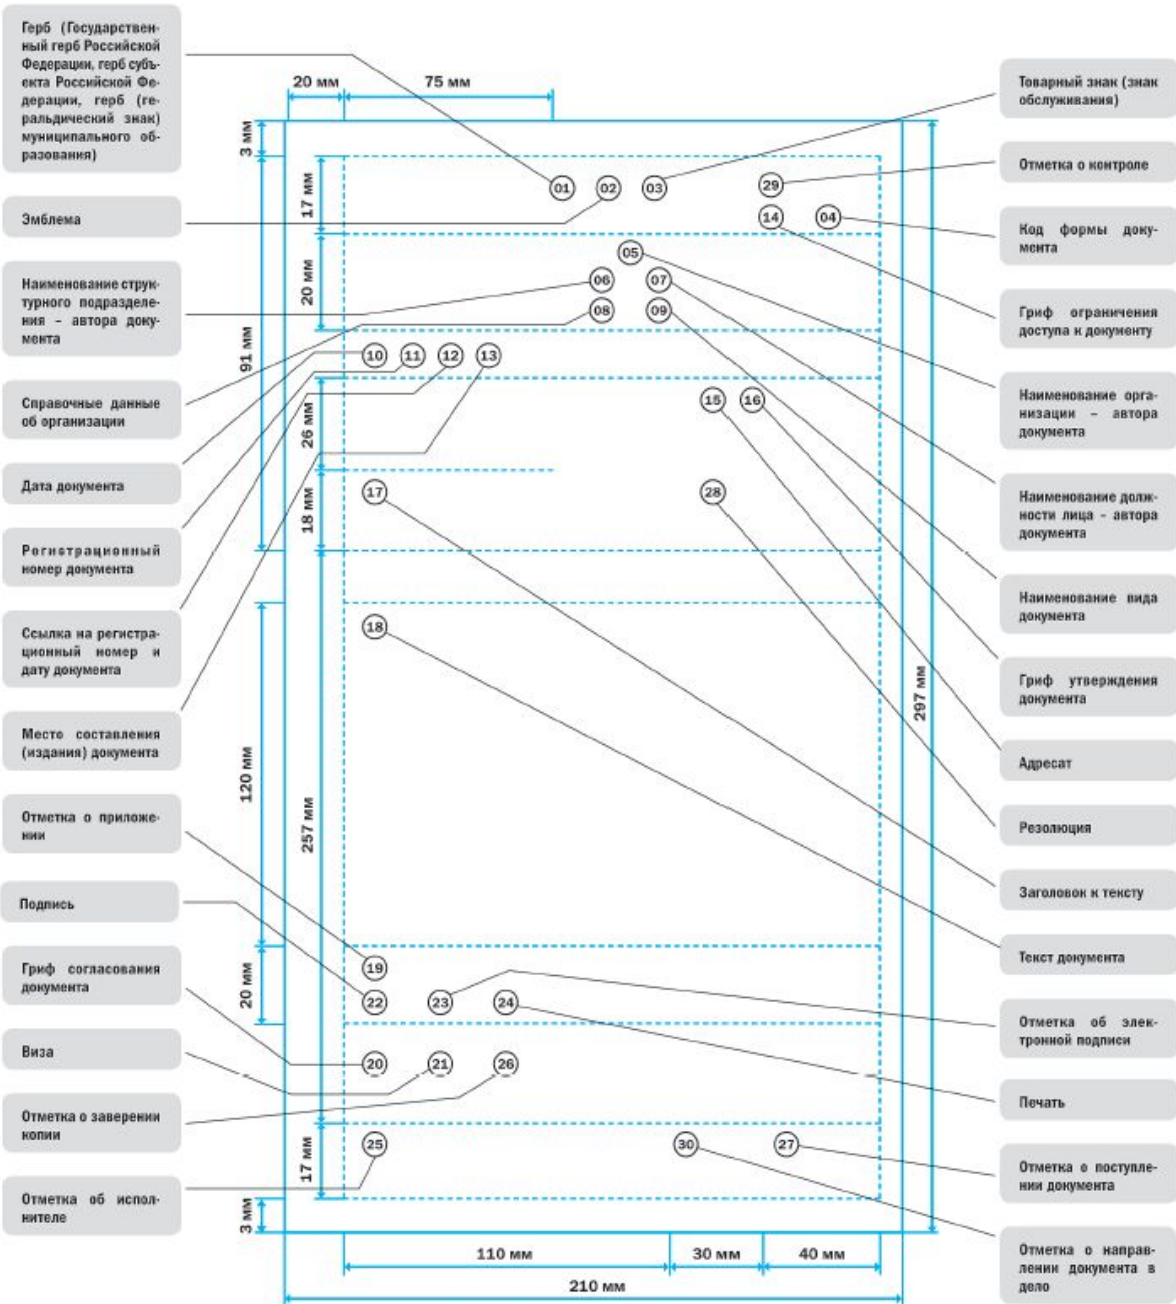 Герб (Государствен-
ный герб Российской
Федерации, герб субъ-
екта Российской Фе-
дерации, герб (ге-
ральдический знак)
муниципального об-
разования)
Эмблема
Наименование струк-
турного подразделе-
ния – автора доку-
мента
Справочные данные
об организации
Дата документа
Регистрационный
номер документа
Ссылка на регистра-
ционный номер и
дату документа
Место составления
(издания) документа
Отметка о приложе-
нии
Подпись
Гриф согласования
документа
Виза
Отметка о заверении
копии
Отметка об испол-
нителе
20 мм
75 мм
3 мм
17 мм
01
02
03
29
14
04
91 мм
20 мм
05
06
07
08
09
10
11
12
13
26 мм
15
16
18 мм
17
28
18
120 мм
257 мм
297 мм
20 мм
19
22
23
24
20
21
26
17 мм
25
30
27
3 мм
110 мм
30 мм
40 мм
210 мм
Товарный знак (знак
обслуживания)
Отметка о контроле
Код формы доку-
мента
Гриф ограничения
доступа к документу
Наименование орга-
низации – автора
документа
Наименование долж-
ности лица – автора
документа
Наименование вида
документа
Гриф утверждения
документа
Адресат
Резолюция
Заголовок к тексту
Текст документа
Отметка об элек-
тронной подписи
Печать
Отметка о поступле-
нии документа
Отметка о направ-
лении документа в
дело